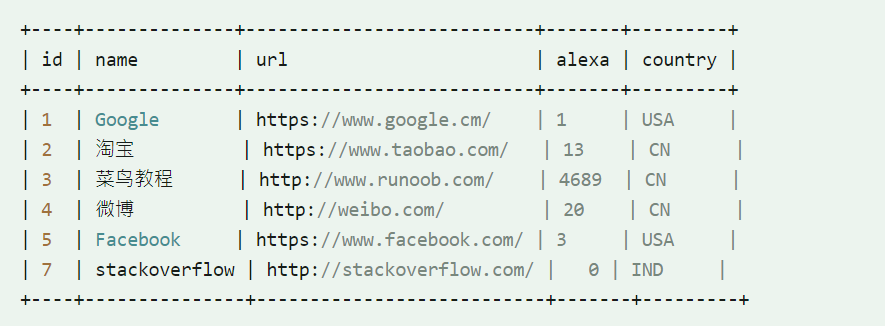 +----+--------------+---------------------------+-------+---------+
| id | name         | url                       | alexa | country |
+----+--------------+---------------------------+-------+---------+
| 1  | Google       | https://www.google.cm/    | 1     | USA     |
| 2  | 淘宝          | https://www.taobao.com/   | 13    | CN      |
| 3  | 菜鸟教程      | http://www.runoob.com/    | 4689  | CN      |
| 4  | 微博          | http://weibo.com/         | 20    | CN      |
| 5  | Facebook     | https://www.facebook.com/ | 3     | USA     |
| 7  | stackoverflow | http://stackoverflow.com/ |   0 | IND     |
+----+---------------+---------------------------+-------+---------+